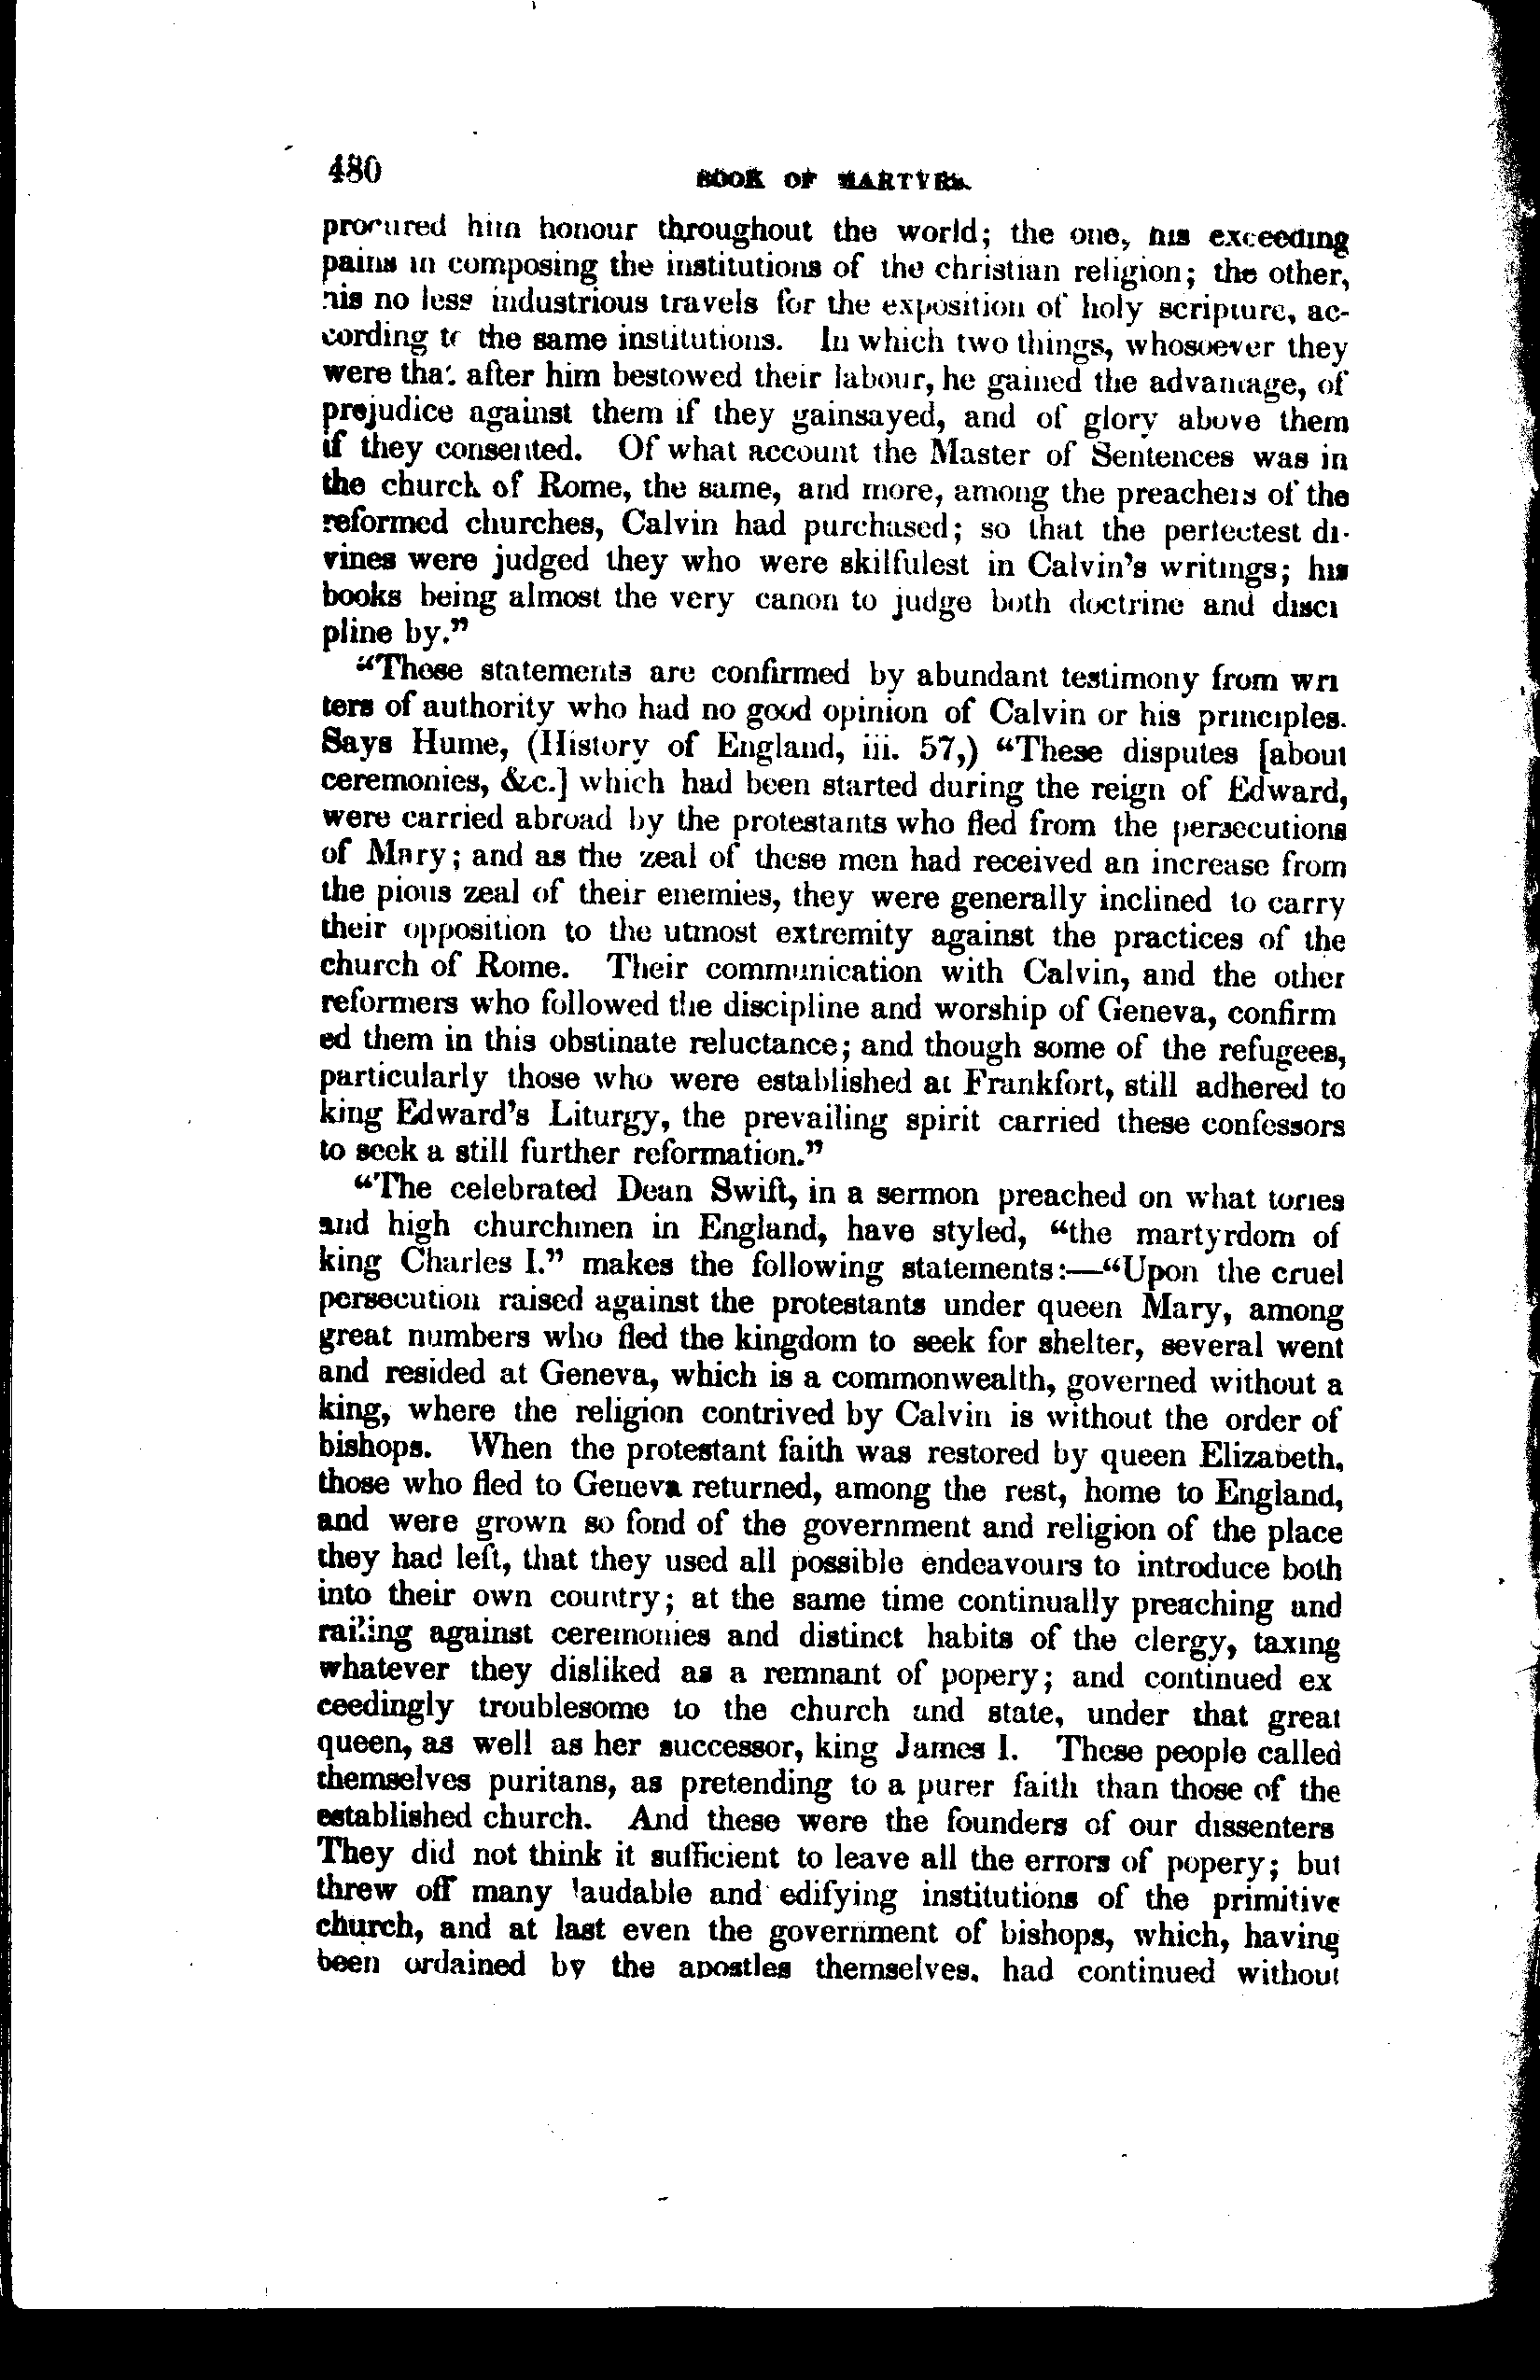 480
BOOK OF MARTYRS.
procured him honour throughout the world; the one, his exceeding
pains in composing the institutions of the christian religion; the other,
his no less industrious travels for the exposition of holy scripture, ac-
cording to the same institutions. In which two things, whosoever they
were that after him bestowed their labour, he gained the advantage, of
prejudice against them if they gainsayed, and of glory above them
if they consented. Of what account the Master of Sentences was in
the church of Rome, the same, and more, among the preachers of the
reformed churches, Calvin had purchased; so that the perfectest di-
vines were judged they who were skilfulest in Calvin's writings; his
books being almost the very canon to judge both doctrine and disci
pline by."
"These statements are confirmed by abundant testimony from wri
ters of authority who had no good opinion of Calvin or his principles.
Says Hume, (History of England, iii. 57,) "These disputes [about
ceremonies, &c.] which had been started during the reign of Edward,
were carried abroad by the protestants who fled from the persecutions
of Mary; and as the zeal of these men had received an increase from
the pious zeal of their enemies, they were generally inclined to carry
their opposition to the utmost extremity against the practices of the
church of Rome. Their communication with Calvin, and the other
reformers who followed the discipline and worship of Geneva, confirm
ed them in this obstinate reluctance; and though some of the refugees,
particularly those who were established at Frankfort, still adhered to
king Edward's Liturgy, the prevailing spirit carried these confessors
to seek a still further reformation."
"The celebrated Dean Swift, in a sermon preached on what tories
and high churchmen in England, have styled, "the martyrdom of
king Charles I." makes the following statements:—"Upon the cruel
persecution raised against the protestants under queen Mary, among
great numbers who fled the kingdom to seek for shelter, several went
and resided at Geneva, which is a commonwealth, governed without a
king, where the religion contrived by Calvin is without the order of
bishops. When the protestant faith was restored by queen Elizabeth,
those who fled to Geneva returned, among the rest, home to England,
and were grown so fond of the government and religion of the place
they had left, that they used all possible endeavours to introduce both
into their own country; at the same time continually preaching and
railing against ceremonies and distinct habits of the clergy, taxing
whatever they disliked as a remnant of popery; and continued ex
ceedingly troublesome to the church and state, under that great
queen, as well as her successor, king James I. These people called
themselves puritans, as pretending to a purer faith than those of the
established church. And these were the founders of our dissenters
They did not think it sufficient to leave all the errors of popery; but
threw off many laudable and edifying institutions of the primitive
church, and at last even the government of bishops, which, having
been ordained by the apostles themselves, had continued without